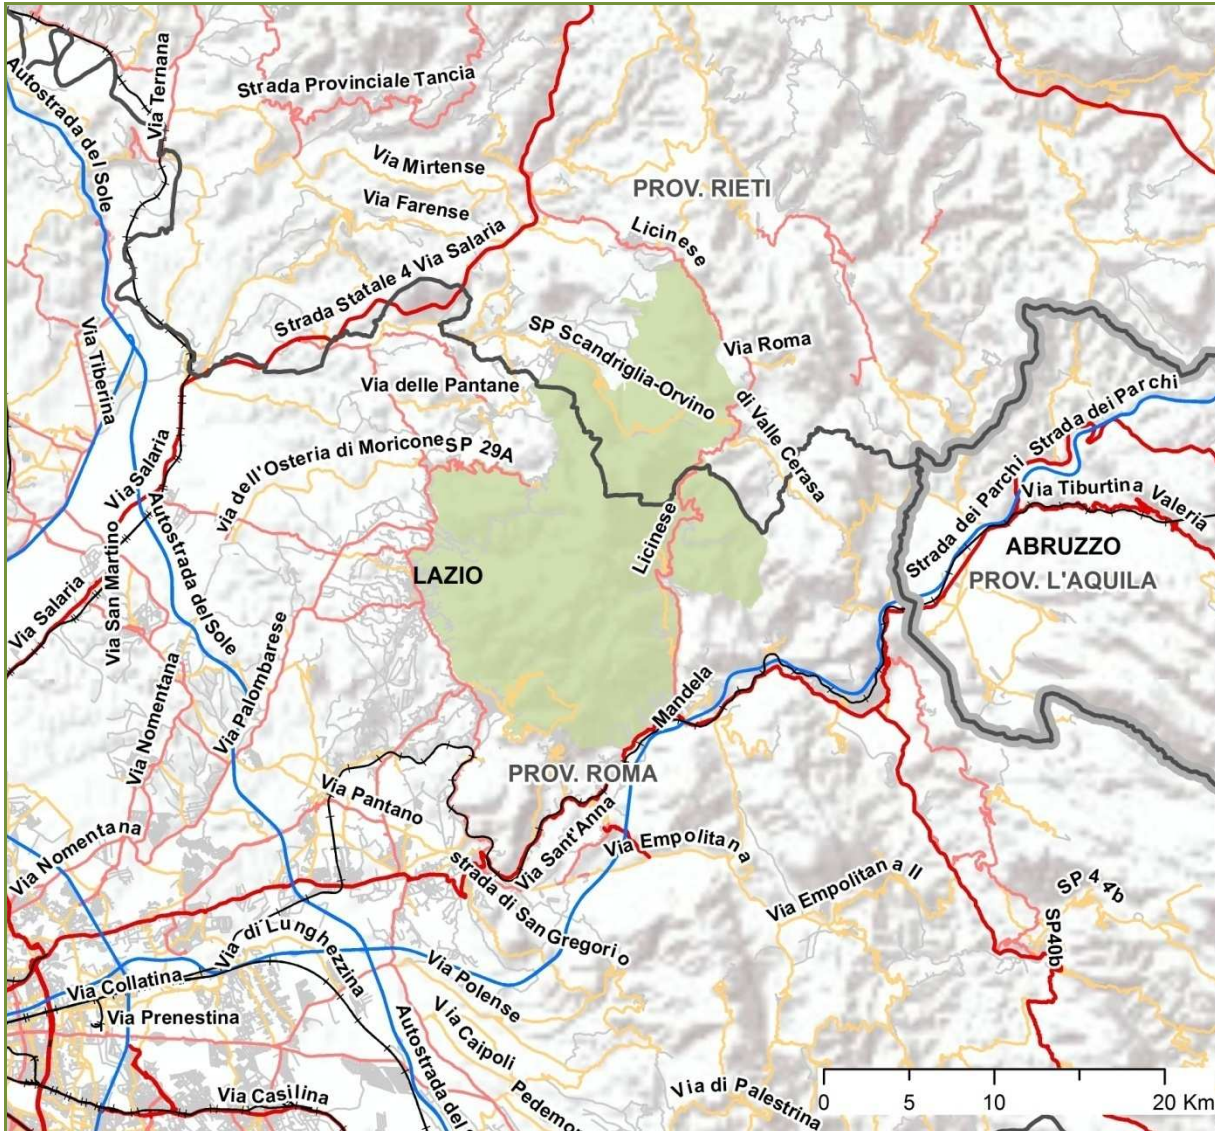 Autostrada del Sole
Via Ternana
Strada Provinciale Tancia
Via Mirtense
Via Farense
PROV. RIETI
Licinese
Strada Statale 4 Via Salaria
SP Scandriglia-Orvino
Via Roma
Via Tiberina
Via delle Pantane
di Valle Cerasa
Strada dei Parchi
via dell'Osteria di Moricone
SP 29A
Via Salaria
Strada dei Parchi
Via Tiburtina Valeria
Autostrada del Sole
Licinese
ABRUZZO
PROV. L'AQUILA
LAZIO
Via San Martino
Via Salaria
Via Palombarese
Via Nomentana
Mandela
PROV. ROMA
Via Pantano
Via Nomentana
Via Sant'Anna
Via Empolitana
strada di San Gregorio
Via Empolitana II
SP 44b
SP40b
Via di Lunghezzina
Via Collatina
Via Polense
Via Prenestina
Via Caipoli
Autostrada del S
Pedemo
Via Casilina
Via di Palestrina
0 5 10 20 Km